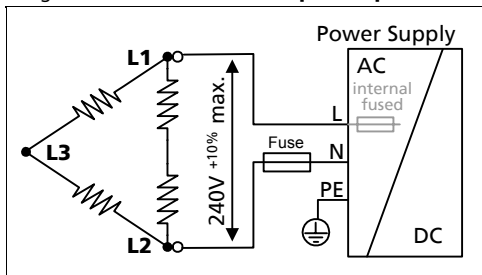 Power Supply
L1
AC
internal
fused
L
240V +10% max.
Fuse
N
L3
PE
L2
DC